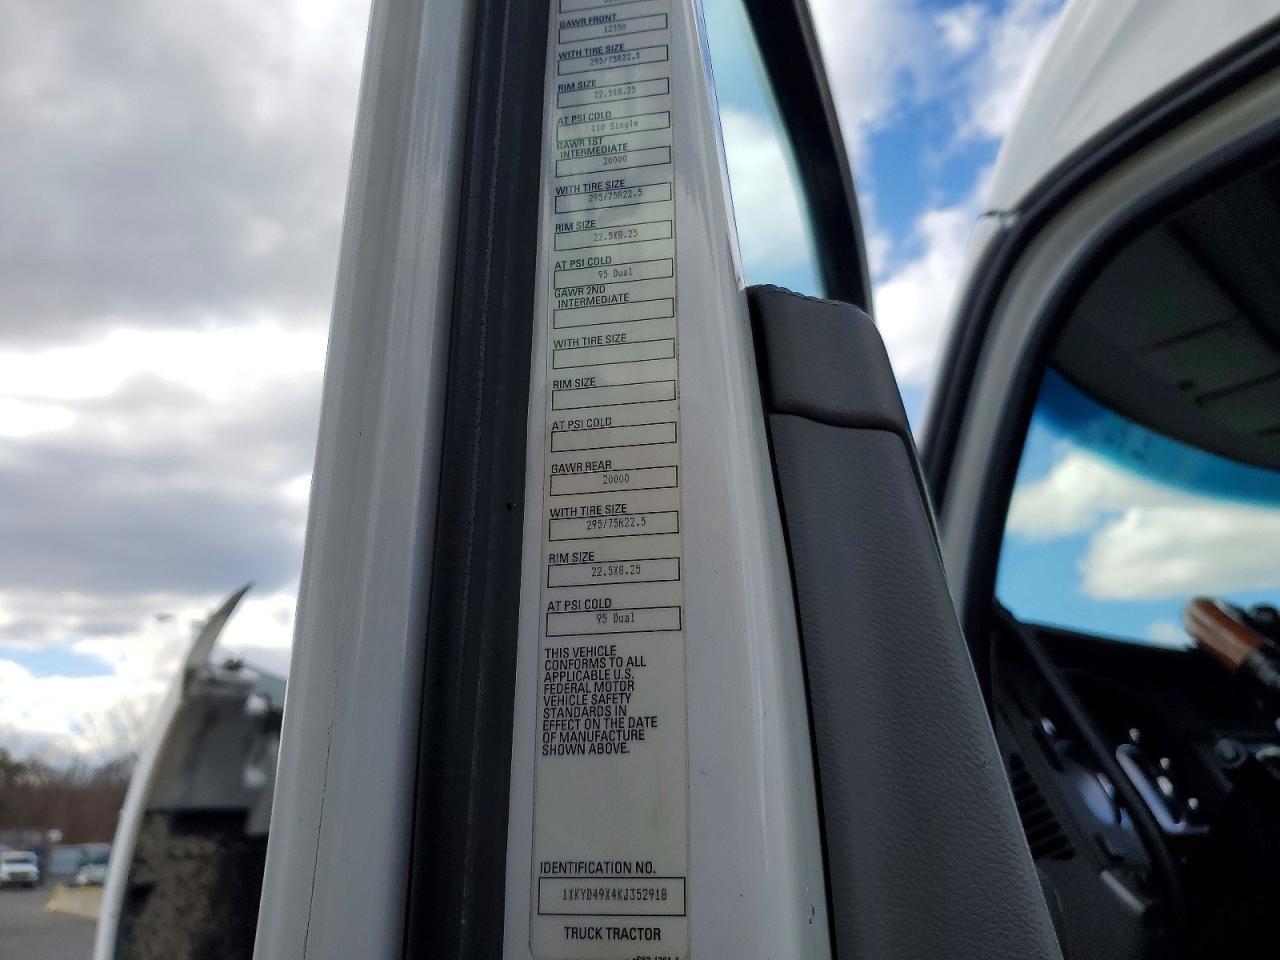 GAWR FRONT
12350
WITH TIRE SIZE
295/75R22.5
RIM SIZE
22.5X8.25
AT PSI COLD
110 Single
GAWR 1ST
INTERMEDIATE
20000
WITH TIRE SIZE
295/75R22.5
RIM SIZE
22.5X8.25
AT PSI COLD
95 Dual
GAWR 2ND
INTERMEDIATE
WITH TIRE SIZE
RIM SIZE
AT PSI COLD
GAWR REAR
20000
WITH TIRE SIZE
295/75R22.5
RIM SIZE
22.5X8.25
AT PSI COLD
95 Dual
THIS VEHICLE
CONFORMS TO ALL
APPLICABLE U.S.
FEDERAL MOTOR
VEHICLE SAFETY
STANDARDS IN
EFFECT ON THE DATE
OF MANUFACTURE
SHOWN ABOVE.
IDENTIFICATION NO.
1XKYD49X4KJ352918
TRUCK TRACTOR